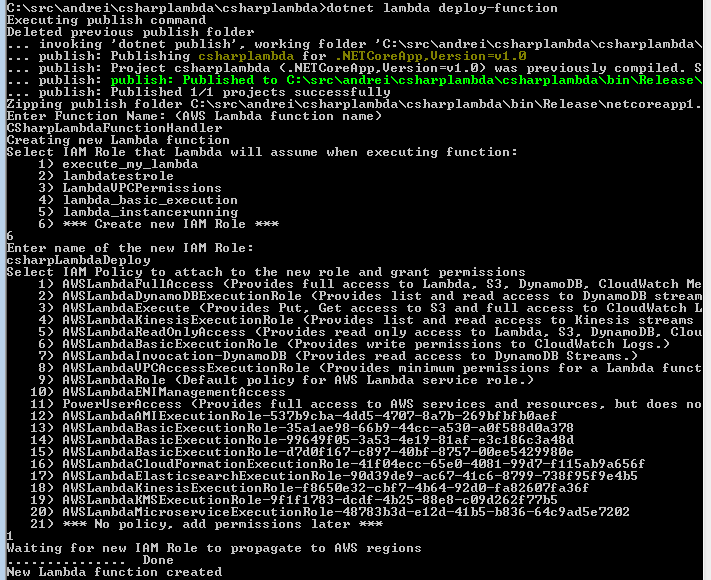 C:\src\andrei\csharplambda\csharplambda>dotnet lambda deploy-function
Executing publish command
Deleted previous publish folder
... invoking 'dotnet publish', working folder 'C:\src\andrei\csharplambda\csharplambda\
... publish: Publishing csharplambda for .NETCoreApp,Version=v1.0
... publish: Project csharplambda (.NETCoreApp,Version=v1.0) was previously compiled. S
... publish: publish: Published to C:\src\andrei\csharplambda\csharplambda\bin\Release\
... publish: Published 1/1 projects successfully
Zipping publish folder C:\src\andrei\csharplambda\csharplambda\bin\Release\netcoreapp1.
Enter Function Name: (AWS Lambda function name)
CSharpLambdaFunctionHandler
Creating new Lambda function
Select IAM Role that Lambda will assume when executing function:
1) execute_my_lambda
2) lambdatestrole
3) LambdaVPCPermissions
4) lambda_basic_execution
5) lambda_instancerunning
6) *** Create new IAM Role ***
6
Enter name of the new IAM Role:
csharpLambdaDeploy
Select IAM Policy to attach to the new role and grant permissions
1) AWSLambdaFullAccess (Provides full access to Lambda, S3, DynamoDB, CloudWatch Me
2) AWSLambdaDynamoDBExecutionRole (Provides list and read access to DynamoDB stream
3) AWSLambdaExecute (Provides Put, Get access to S3 and full access to CloudWatch L
4) AWSLambdaKinesisExecutionRole (Provides list and read access to Kinesis streams
5) AWSLambdaReadOnlyAccess (Provides read only access to Lambda, S3, DynamoDB, Clou
6) AWSLambdaBasicExecutionRole (Provides write permissions to CloudWatch Logs.)
7) AWSLambdaInvocation-DynamoDB (Provides read access to DynamoDB Streams.)
8) AWSLambdaVPCAccessExecutionRole (Provides minimum permissions for a Lambda funct
9) AWSLambdaRole (Default policy for AWS Lambda service role.)
10) AWSLambdaENIManagementAccess
11) PowerUserAccess (Provides full access to AWS services and resources, but does no
12) AWSLambdaAMIExecutionRole-537b9cba-4dd5-4707-8a7b-269bfbfb0aef
13) AWSLambdaBasicExecutionRole-35a1ae98-66b9-44cc-a530-a0f588d0a378
14) AWSLambdaBasicExecutionRole-99649f05-3a53-4e19-81af-e3c186c3a48d
15) AWSLambdaBasicExecutionRole-d7d0f167-c897-40bf-8757-00ee5429980e
16) AWSLambdaCloudFormationExecutionRole-41f04ecc-65e0-4081-99d7-f115ab9a656f
17) AWSLambdaElasticsearchExecutionRole-90d39de9-ac67-41c6-8799-738f95f9e4b5
18) AWSLambdaKinesisExecutionRole-f8650e32-cbf7-4b64-92d0-fa82607fa36f
19) AWSLambdaKMSExecutionRole-9f1f1783-dcdf-4b25-88e8-c09d262f77b5
20) AWSLambdaMicroserviceExecutionRole-48783b3d-e12d-41b5-b836-64c9ad5e7202
21) *** No policy, add permissions later ***
1
Waiting for new IAM Role to propagate to AWS regions
............... Done
New Lambda function created